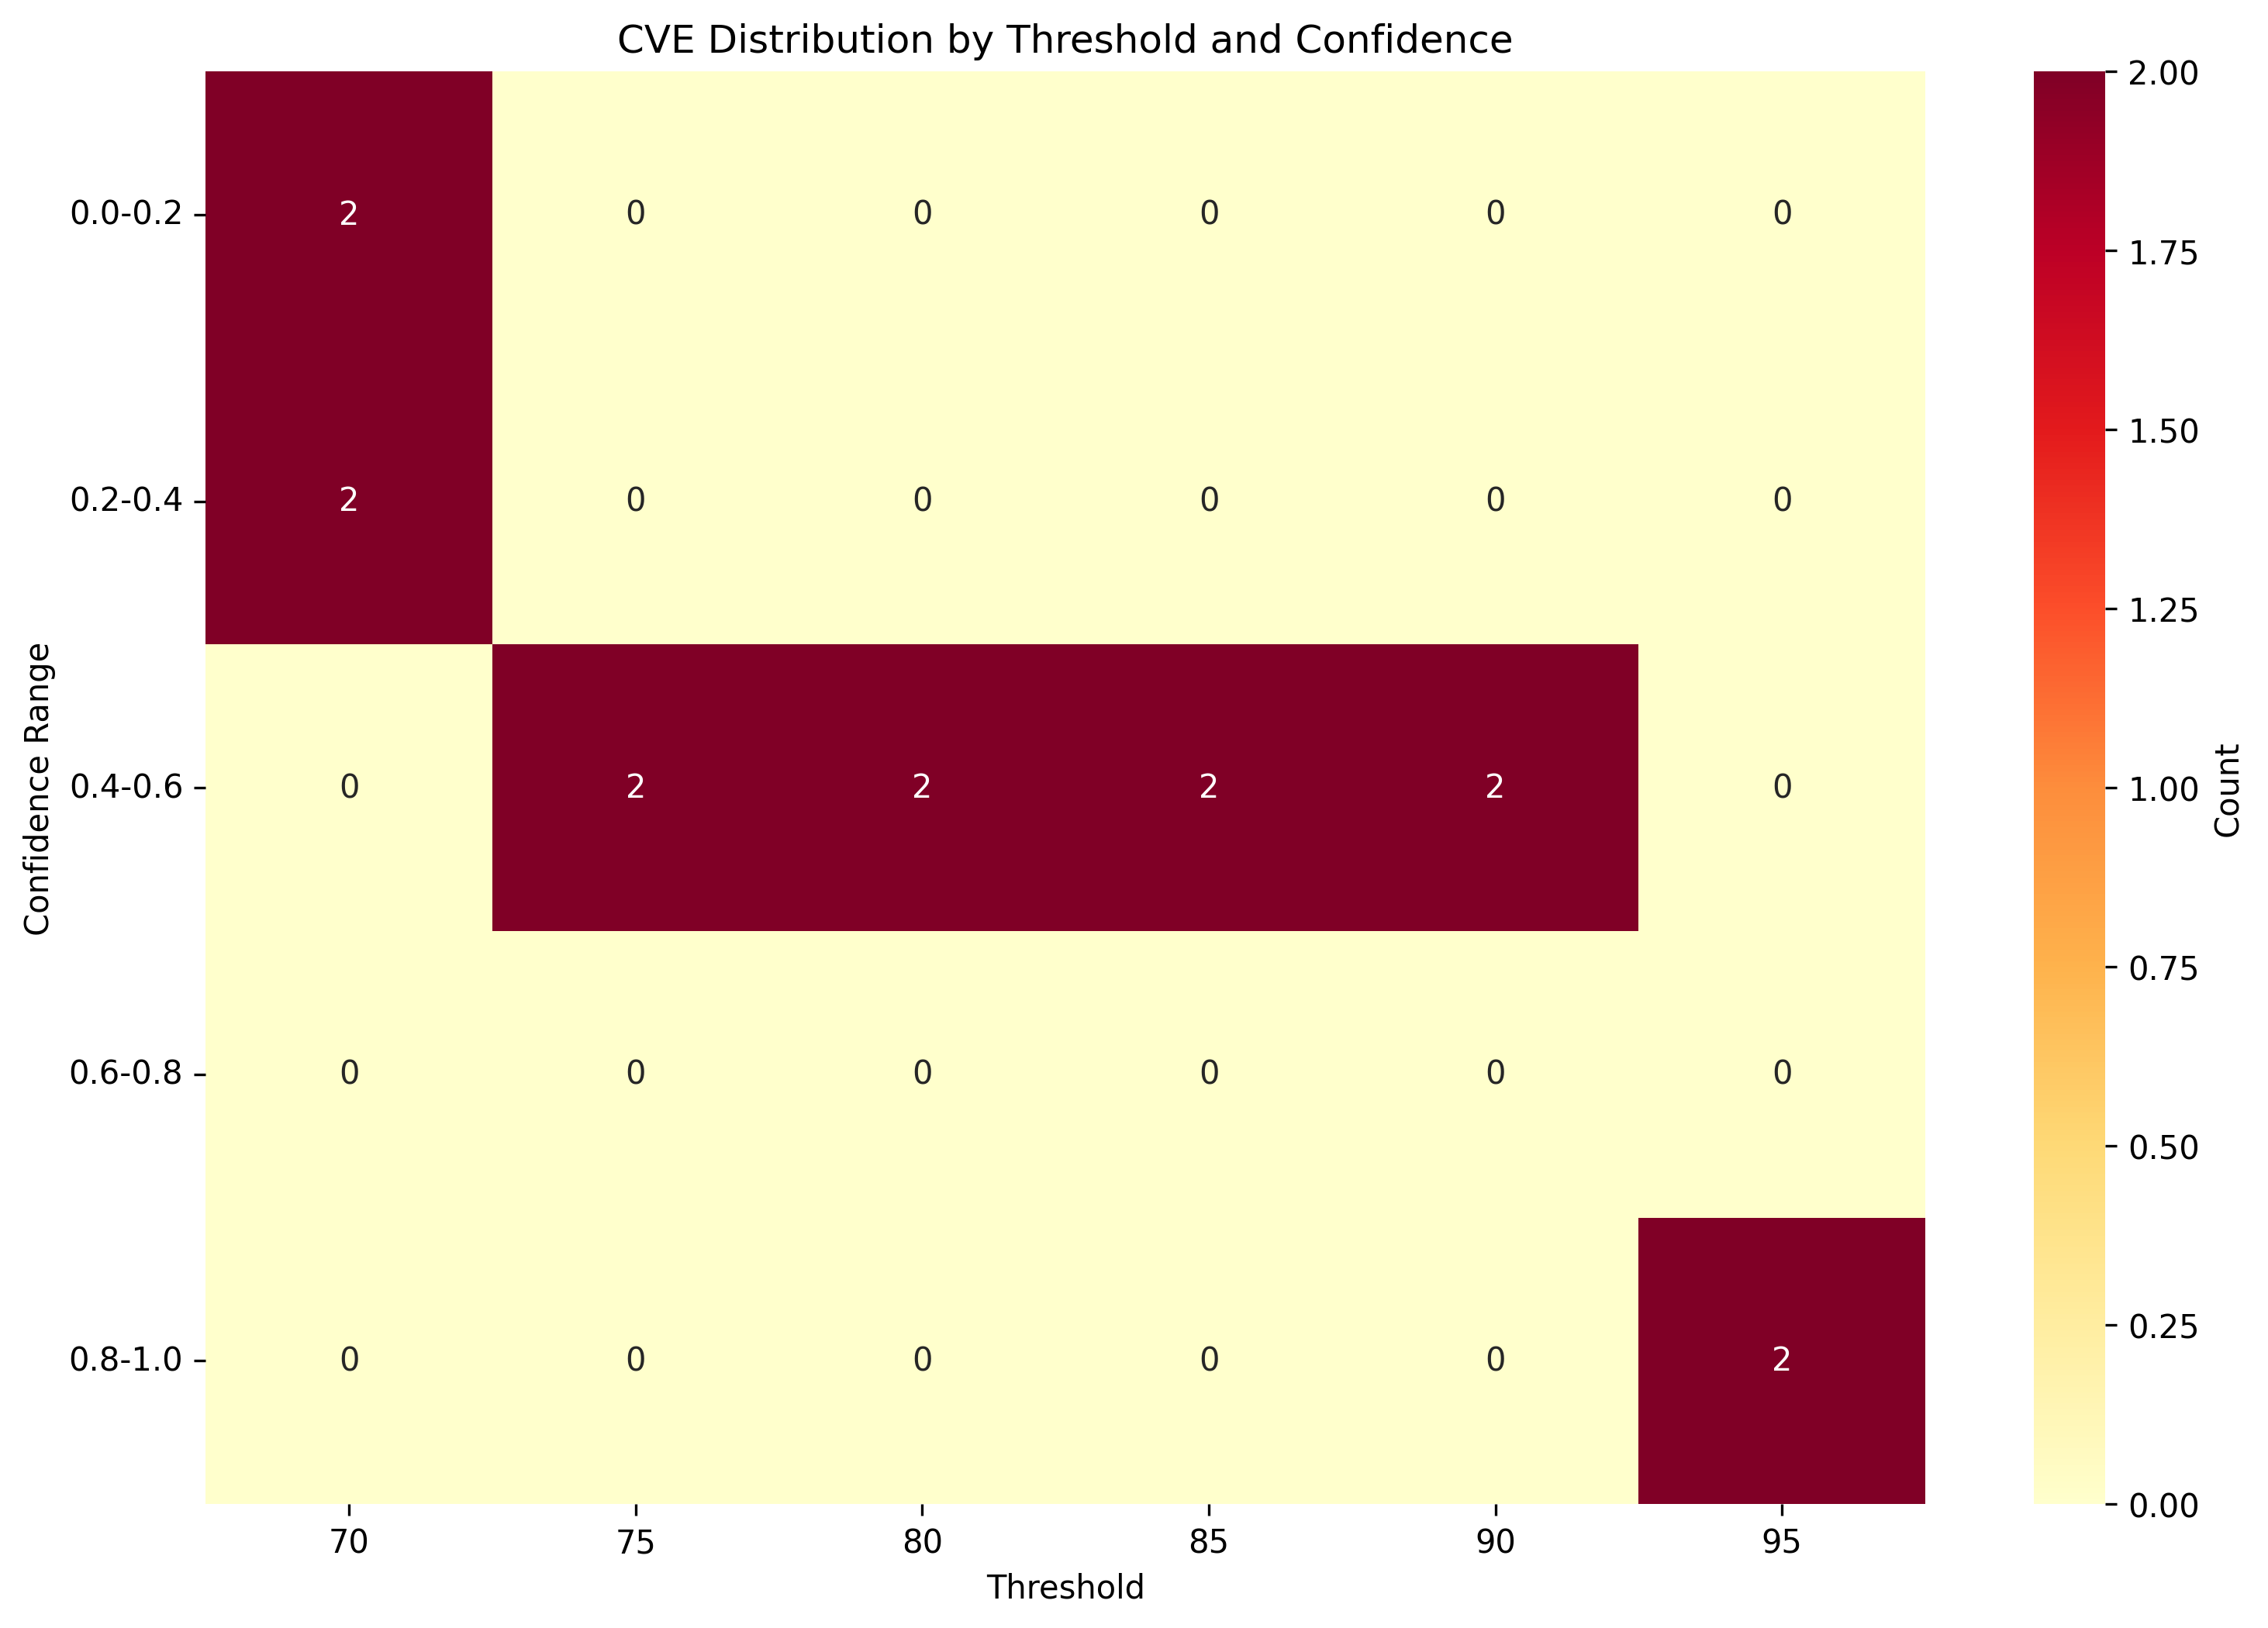 CVE Distribution by Threshold and Confidence
Confidence Range
0.0-0.2 2 0 0 0 0 0
0.2-0.4 2 0 0 0 0 0
0.4-0.6 0 2 2 2 2 0
0.6-0.8 0 0 0 0 0 0
0.8-1.0 0 0 0 0 0 2
70 75 80 85 90 95
Threshold
2.00
1.75
1.50
1.25
1.00
0.75
0.50
0.25
0.00
Count